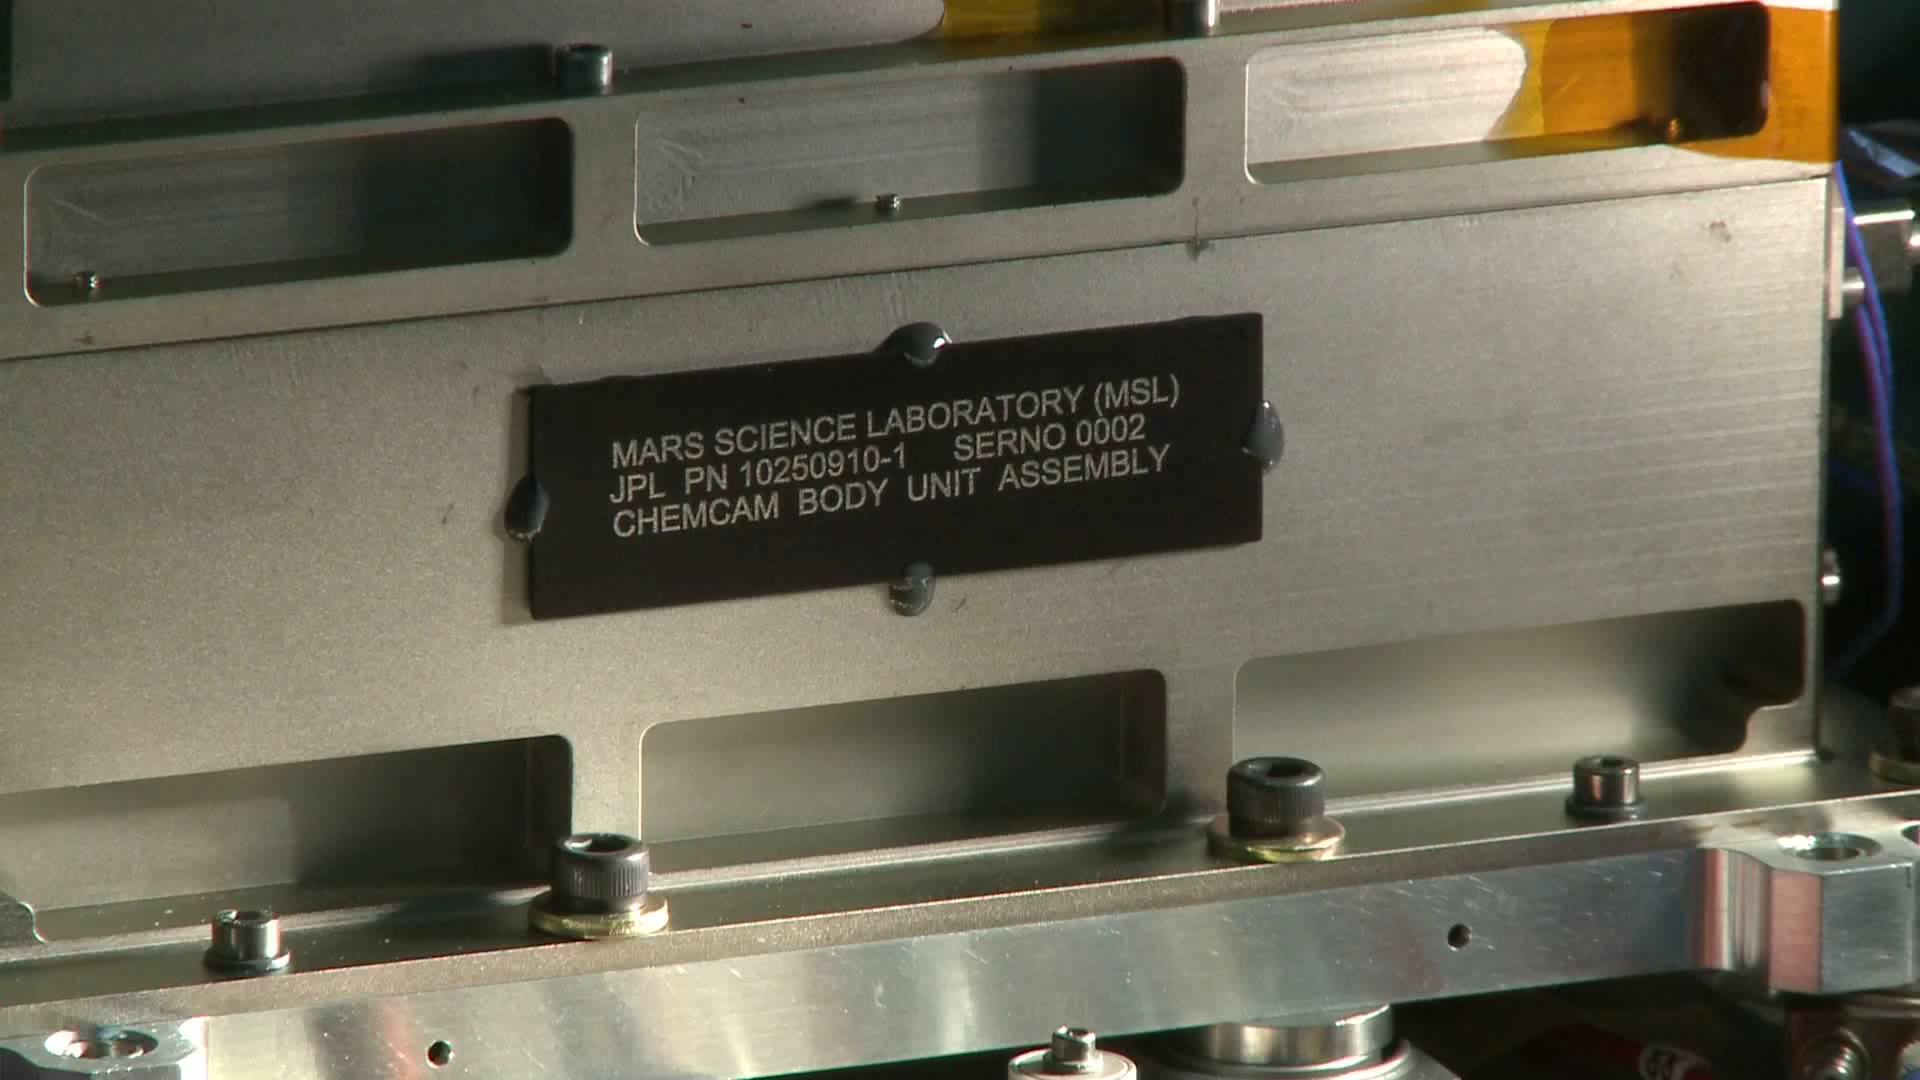 MARS SCIENCE LABORATORY (MSL)
JPL PN 10250910-1 SERNO 0002
CHEMCAM BODY UNIT ASSEMBLY